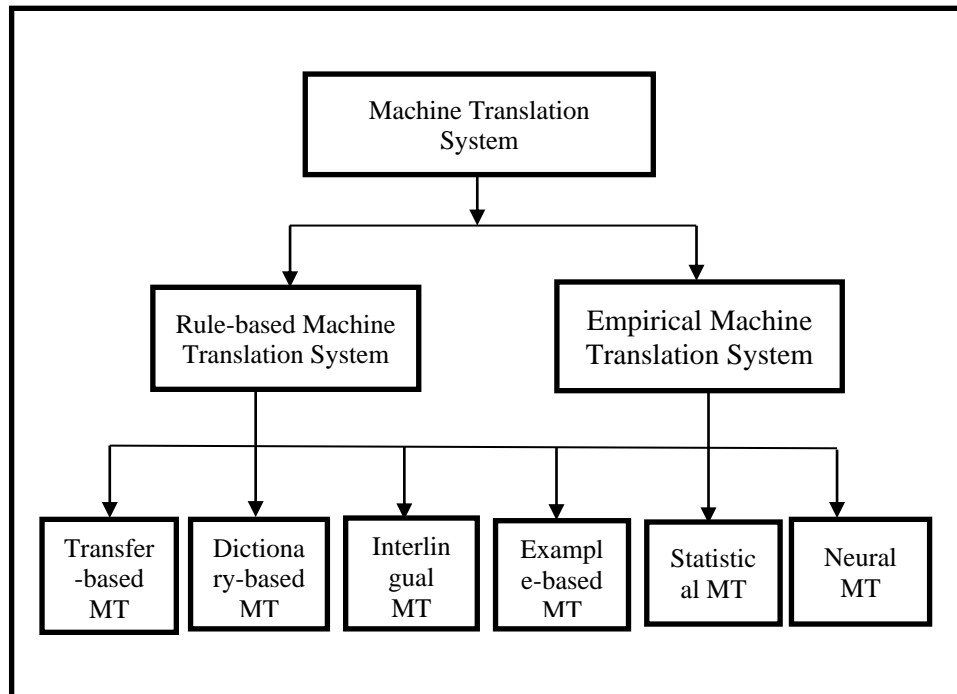 Machine Translation
System
Rule-based Machine
Translation System
Empirical Machine
Translation System
Transfer
-based
MT
Dictiona
ry-based
MT
Interlin
gual
MT
Exampl
e-based
MT
Statistic
al MT
Neural
MT